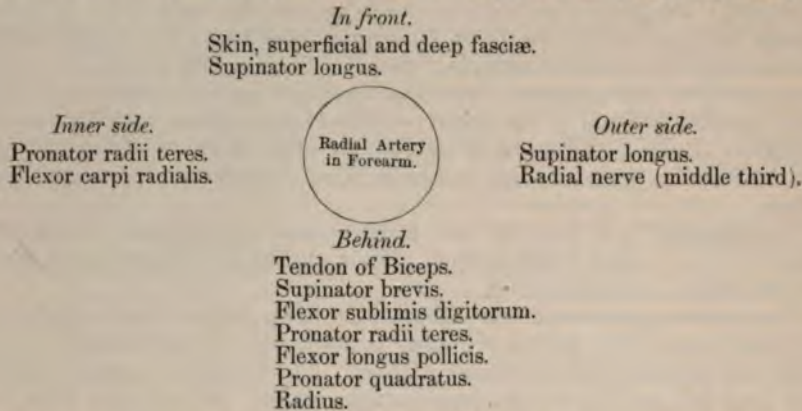 In front.
Skin, superficial and deep fasciæ.
Supinator longus.
Inner side.
Pronator radii teres.
Flexor carpi radialis.
Radial Artery
in Forearm.
Outer side.
Supinator longus.
Radial nerve (middle third).
Behind.
Tendon of Biceps.
Supinator brevis.
Flexor sublimis digitorum.
Pronator radii teres.
Flexor longus pollicis.
Pronator quadratus.
Radius.